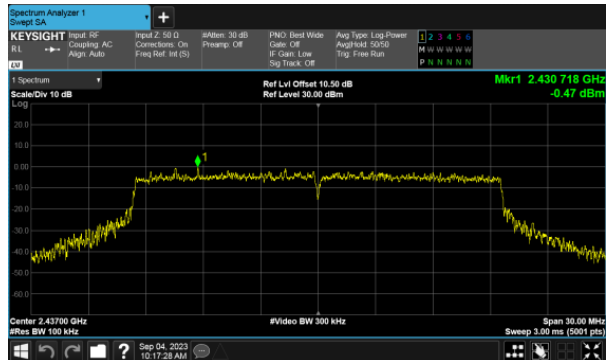 Spectrum Analyzer 1
Swept SA
+
KEYSIGHT
RL
Input: RF
Coupling: AC
Align: Auto
Input Z: 50 Ω
Corrections: On
Freq Ref: Int (S)
#Atten: 30 dB
Preamp: Off
PNO: Best Wide
Gate: Off
IF Gain: Low
Sig Track: Off
Avg Type: Log-Power
Avg|Hold: 50/50
Trig: Free Run
1 2 3 4 5 6
M W W W W W
P N N N N N
1 Spectrum
Scale/Div 10 dB
Log
Ref Lvl Offset 10.50 dB
Ref Level 30.00 dBm
Mkr1 2.430 718 GHz
-0.47 dBm
20.0
10.0
0.00
-10.0
-20.0
-30.0
-40.0
-50.0
-60.0
1
Center 2.43700 GHz
#Res BW 100 kHz
#Video BW 300 kHz
Span 30.00 MHz
Sweep 3.00 ms (5001 pts)
?
Sep 04, 2023
10:17:28 AM